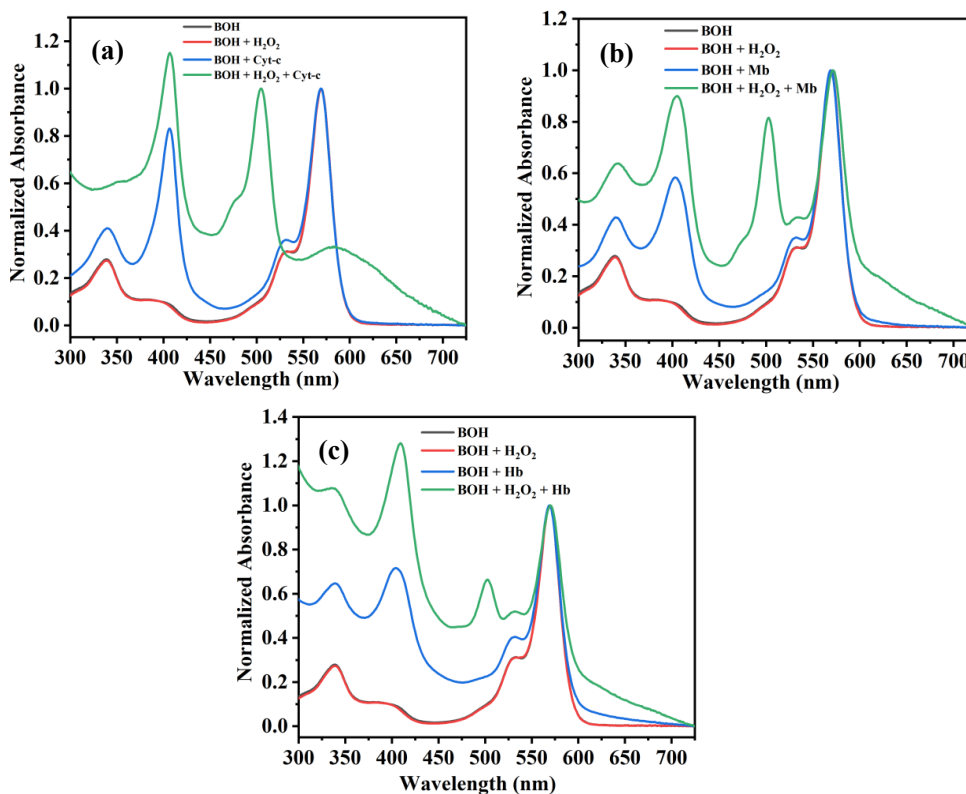 (a)
BOH
BOH + H₂O₂
BOH + Cyt-c
BOH + H₂O₂ + Cyt-c
1.2
1.0
0.8
0.6
0.4
0.2
0.0
Normalized Absorbance
300 350 400 450 500 550 600 650 700
Wavelength (nm)
(b)
BOH
BOH + H₂O₂
BOH + Mb
BOH + H₂O₂ + Mb
1.2
1.0
0.8
0.6
0.4
0.2
0.0
Normalized Absorbance
300 350 400 450 500 550 600 650 700
Wavelength (nm)
(c)
BOH
BOH + H₂O₂
BOH + Hb
BOH + H₂O₂ + Hb
1.4
1.2
1.0
0.8
0.6
0.4
0.2
0.0
Normalized Absorbance
300 350 400 450 500 550 600 650 700
Wavelength (nm)